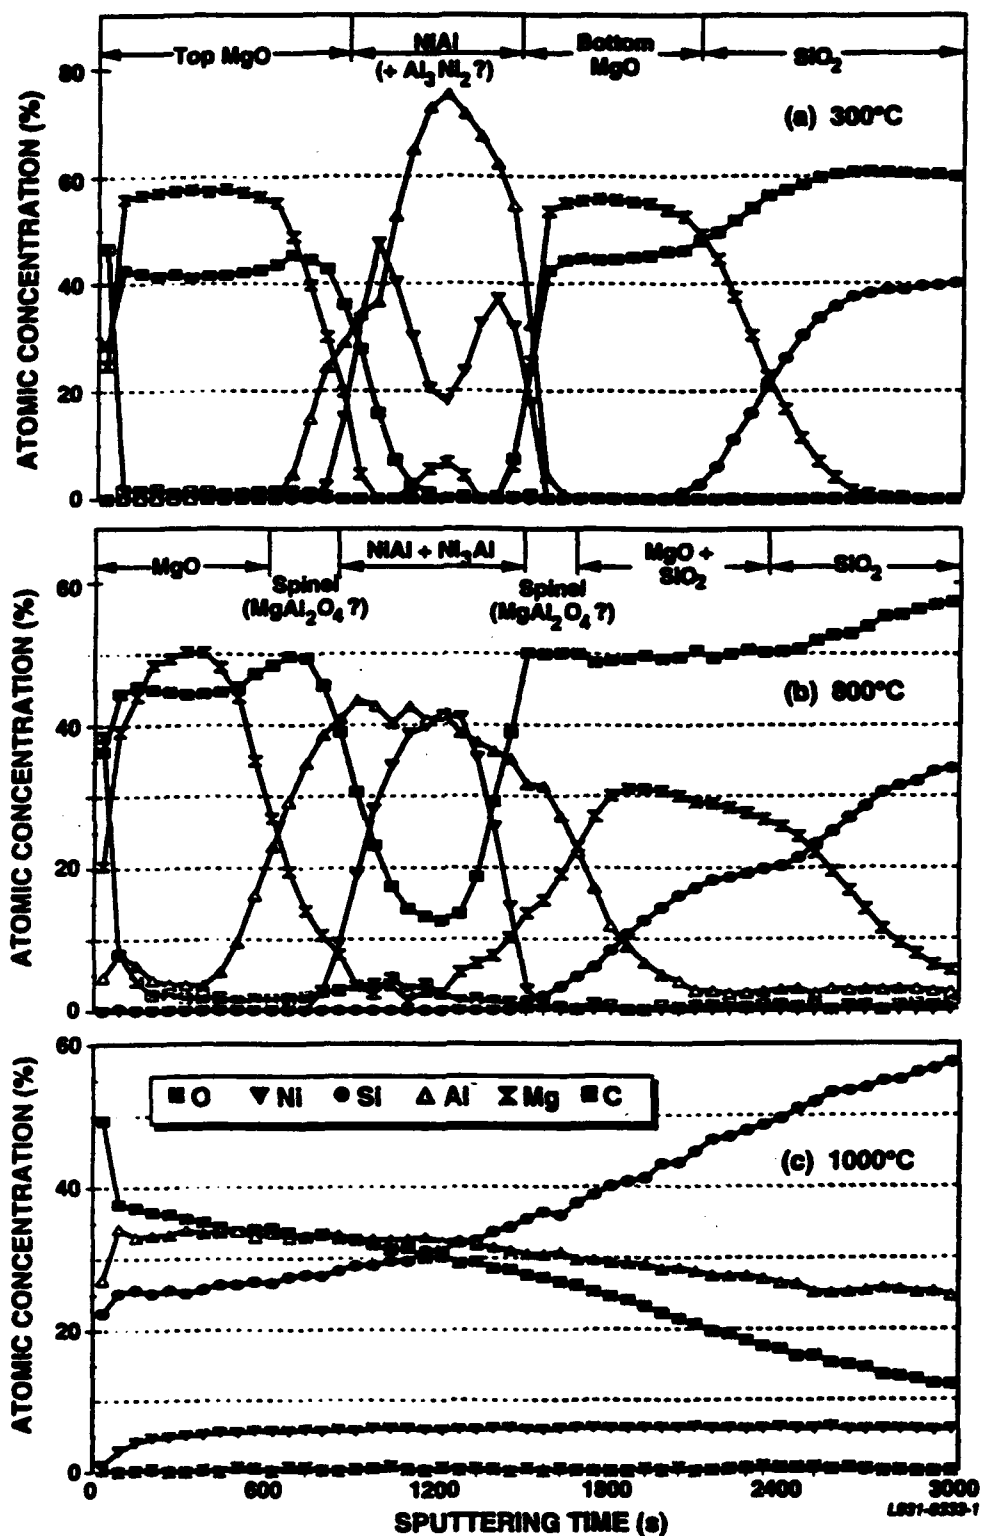 Top MgO
NiAl
(+ Al3Ni2?)
Bottom
MgO
SiO2
(a) 300°C
80
60
40
20
0
ATOMIC CONCENTRATION (%)
MgO
Spinel
(MgAl2O4?)
NiAl + Ni3Al
Spinel
(MgAl2O4?)
MgO +
SiO2
SiO2
(b) 800°C
60
40
20
0
ATOMIC CONCENTRATION (%)
O Ni Si Al Mg C
(c) 1000°C
60
40
20
0
ATOMIC CONCENTRATION (%)
0 600 1200 1800 2400 3000
SPUTTERING TIME (s)